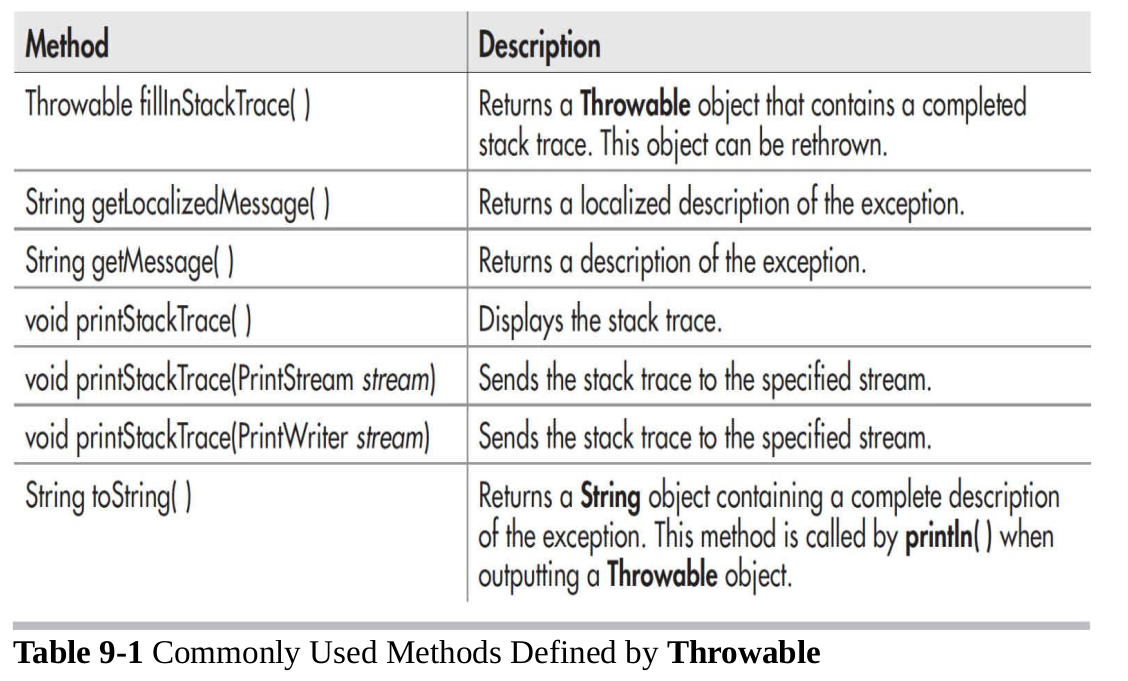 Method Description
Throwable fillInStackTrace( ) Returns a Throwable object that contains a completed
stack trace. This object can be rethrown.
String getLocalizedMessage( ) Returns a localized description of the exception.
String getMessage( ) Returns a description of the exception.
void printStackTrace( ) Displays the stack trace.
void printStackTrace(PrintStream stream) Sends the stack trace to the specified stream.
void printStackTrace(PrintWriter stream) Sends the stack trace to the specified stream.
String toString( ) Returns a String object containing a complete description
of the exception. This method is called by println( ) when
outputting a Throwable object.
Table 9-1 Commonly Used Methods Defined by Throwable